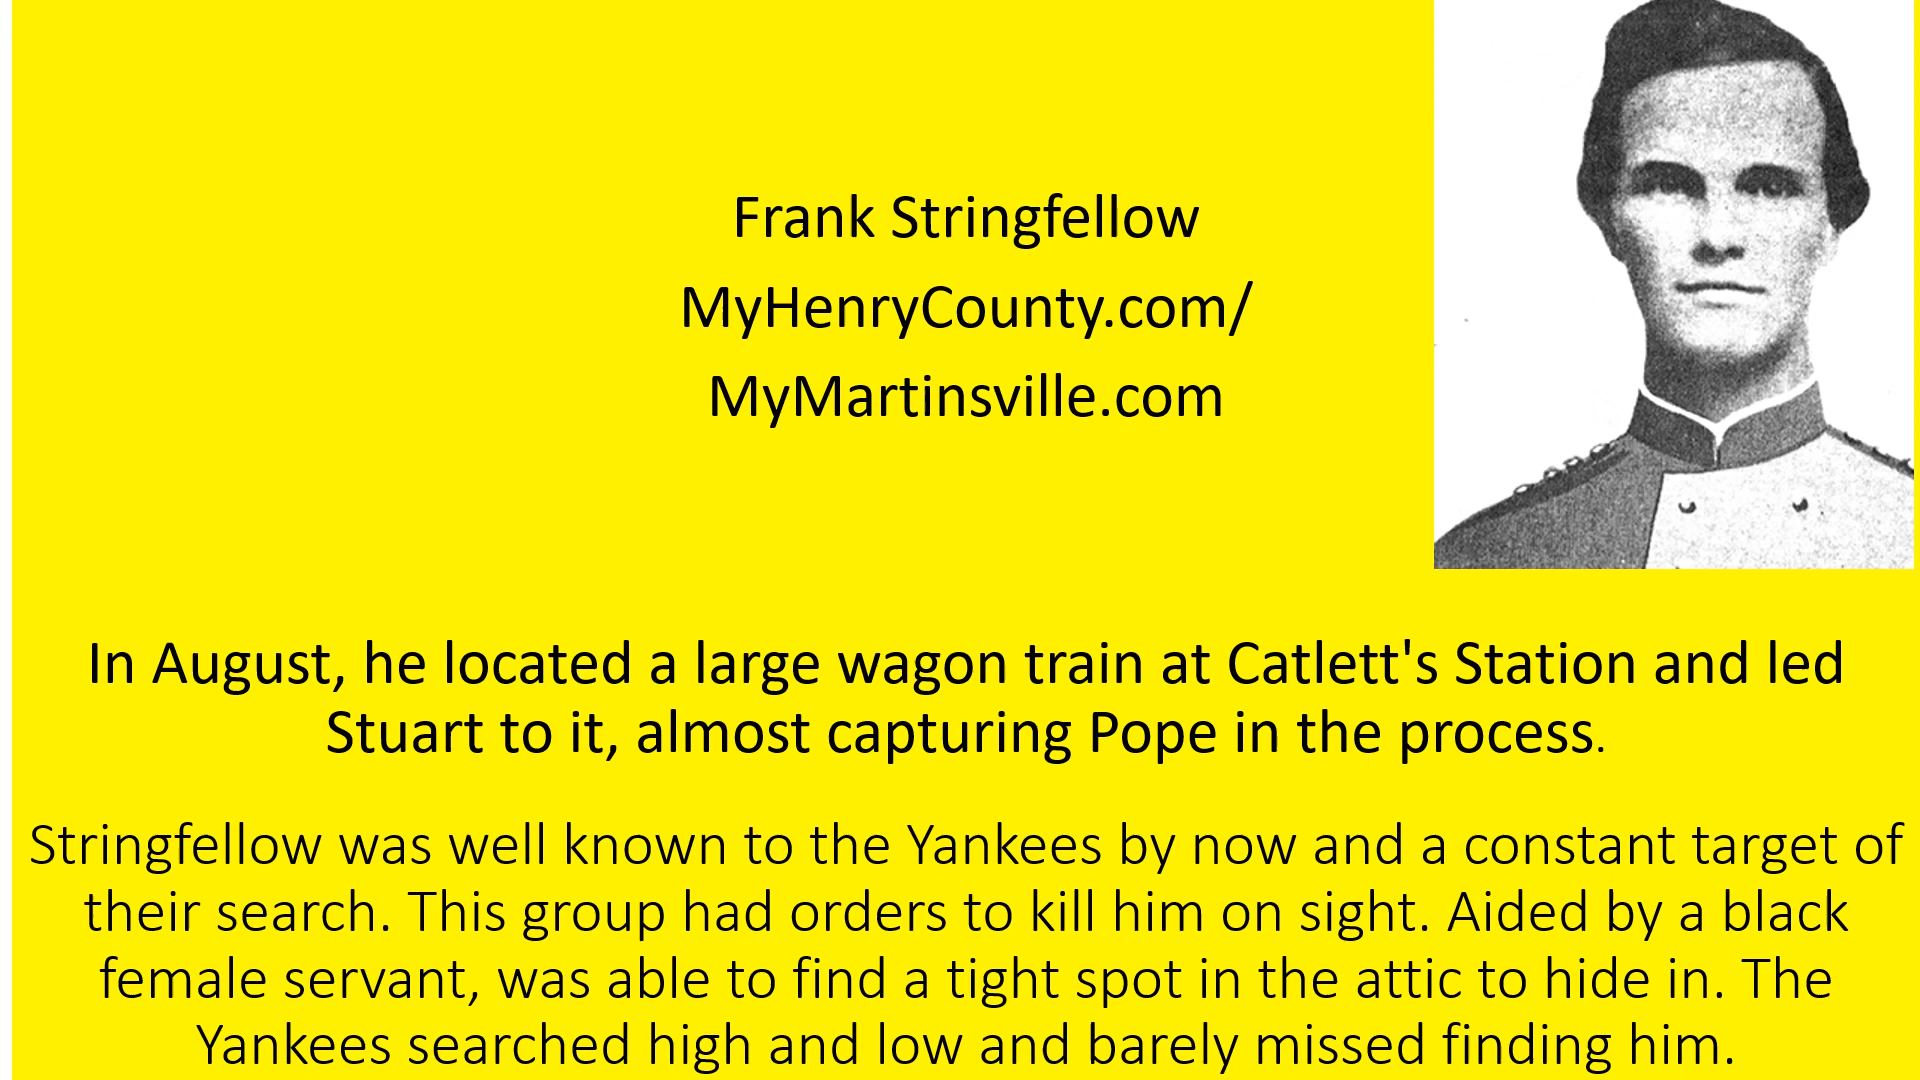 Frank Stringfellow
MyHenryCounty.com/
MyMartinsville.com
In August, he located a large wagon train at Catlett's Station and led
Stuart to it, almost capturing Pope in the process.
Stringfellow was well known to the Yankees by now and a constant target of
their search. This group had orders to kill him on sight. Aided by a black
female servant, was able to find a tight spot in the attic to hide in. The
Yankees searched high and low and barely missed finding him.